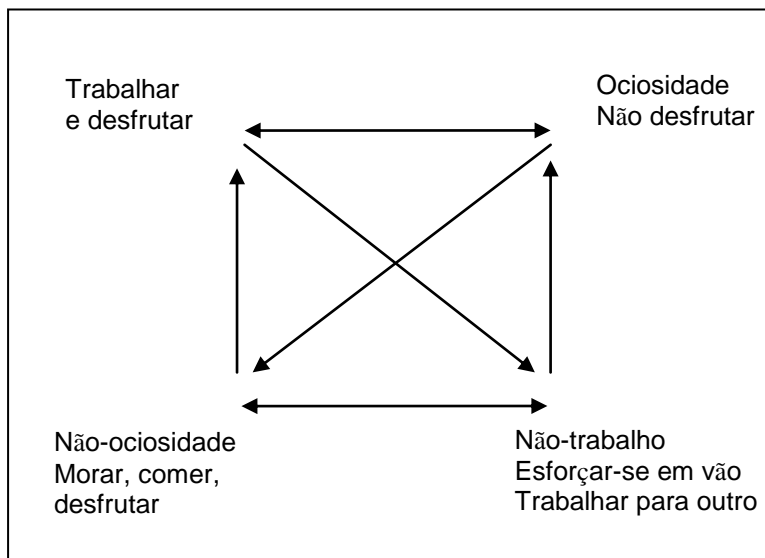 Trabalhar
e desfrutar
Ociosidade
Não desfrutar
Não-ociosidade
Morar, comer,
desfrutar
Não-trabalho
Esforçar-se em vão
Trabalhar para outro